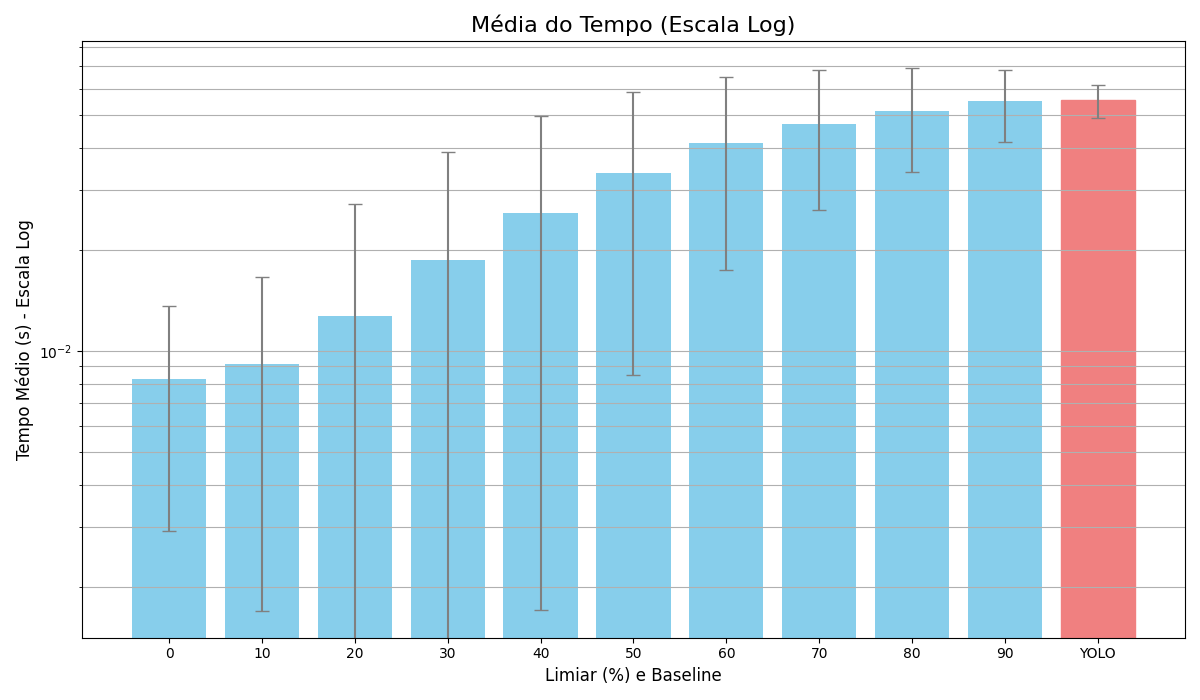 Média do Tempo (Escala Log)
Tempo Médio (s) - Escala Log
10⁻²
0 10 20 30 40 50 60 70 80 90 YOLO
Limiar (%) e Baseline